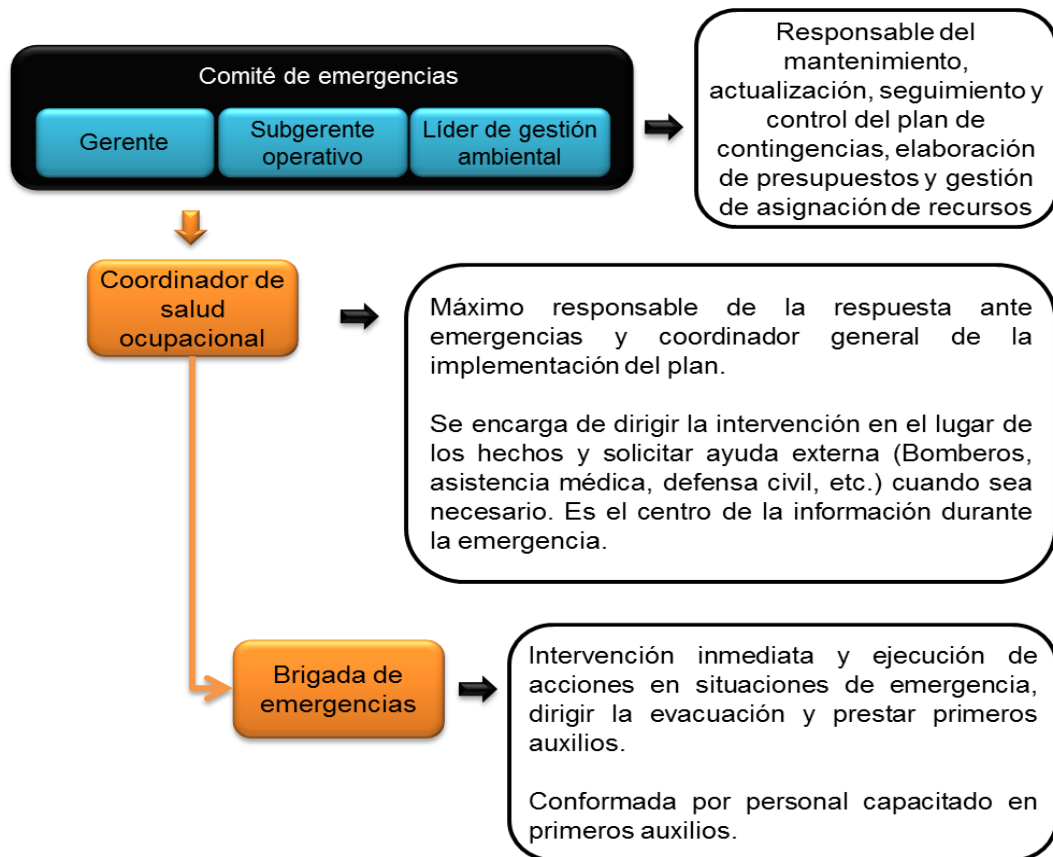 Comité de emergencias
Gerente
Subgerente
operativo
Líder de gestión
ambiental
Responsable del
mantenimiento,
actualización, seguimiento y
control del plan de
contingencias, elaboración
de presupuestos y gestión
de asignación de recursos
Coordinador de
salud
ocupacional
Máximo responsable de la respuesta ante
emergencias y coordinador general de la
implementación del plan.
Se encarga de dirigir la intervención en el lugar de
los hechos y solicitar ayuda externa (Bomberos,
asistencia médica, defensa civil, etc.) cuando sea
necesario. Es el centro de la información durante
la emergencia.
Brigada de
emergencias
Intervención inmediata y ejecución de
acciones en situaciones de emergencia,
dirigir la evacuación y prestar primeros
auxilios.
Conformada por personal capacitado en
primeros auxilios.